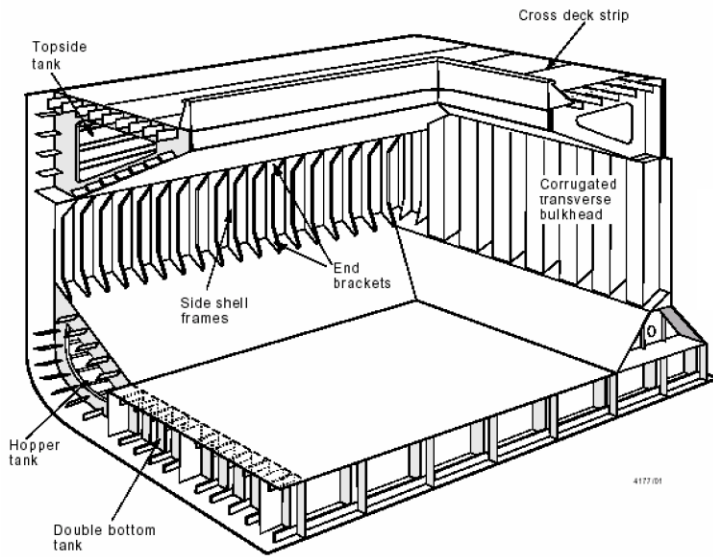 Cross deck strip
Topside
tank
Corrugated
transverse
bulkhead
End
brackets
Side shell
frames
Hopper
tank
4177/01
Double bottom
tank